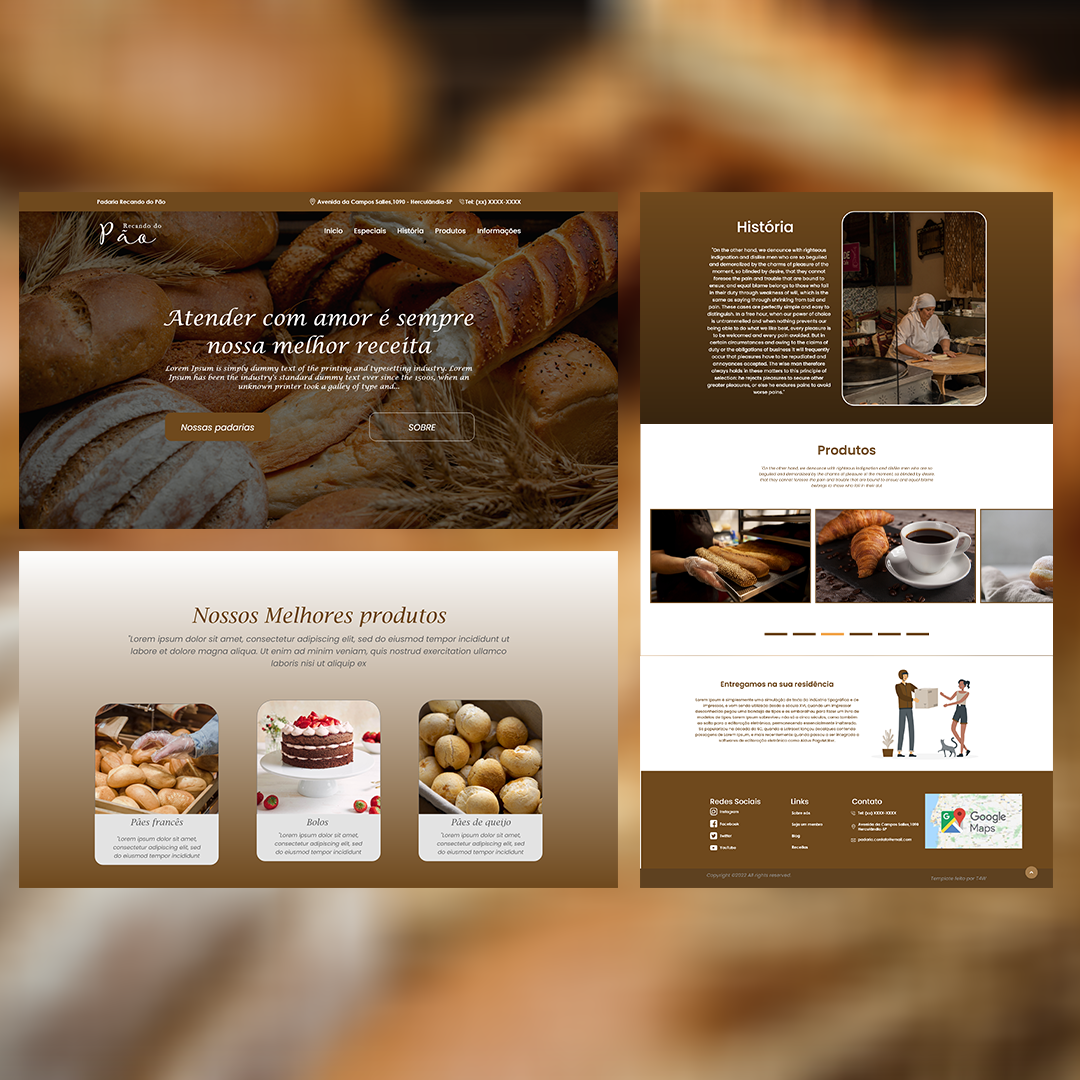 Padaria Recando do Pão
Avenida da Campos Salles,1090 - Herculândia-SP
Tel: (xx) XXXX-XXXX
Recando do
Pão
Início Especiais História Produtos Informações
Atender com amor é sempre
nossa melhor receita
Lorem Ipsum is simply dummy text of the printing and typesetting industry. Lorem
Ipsum has been the industry's standard dummy text ever since the 1500s, when an
unknown printer took a galley of type and...
Nossas padarias
SOBRE
Nossos Melhores produtos
"Lorem ipsum dolor sit amet, consectetur adipiscing elit, sed do eiusmod tempor incididunt ut
labore et dolore magna aliqua. Ut enim ad minim veniam, quis nostrud exercitation ullamco
laboris nisi ut aliquip ex
Pães francês
"Lorem ipsum dolor sit amet,
consectetur adipiscing elit, sed
do eiusmod tempor incididunt
Bolos
"Lorem ipsum dolor sit amet,
consectetur adipiscing elit, sed
do eiusmod tempor incididunt
Pães de queijo
"Lorem ipsum dolor sit amet,
consectetur adipiscing elit, sed
do eiusmod tempor incididunt
História
"On the other hand, we denounce with righteous
indignation and dislike men who are so beguiled
and demoralized by the charms of pleasure of the
moment, so blinded by desire, that they cannot
foresee the pain and trouble that are bound to
ensue; and equal blame belongs to those who fail
in their duty through weakness of will, which is the
same as saying through shrinking from toil and
pain. These cases are perfectly simple and easy to
distinguish. In a free hour, when our power of choice
is untrammelled and when nothing prevents our
being able to do what we like best, every pleasure is
to be welcomed and every pain avoided. But in
certain circumstances and owing to the claims of
duty or the obligations of business it will frequently
occur that pleasures have to be repudiated and
annoyances accepted. The wise man therefore
always holds in these matters to this principle of
selection: he rejects pleasures to secure other
greater pleasures, or else he endures pains to avoid
worse pains."
Produtos
"On the other hand, we denounce with righteous indignation and dislike men who are so
beguiled and demoralized by the charms of pleasure of the moment, so blinded by desire,
that they cannot foresee the pain and trouble that are bound to ensue; and equal blame
belongs to those who fail in their dut
Entregamos na sua residência
Redes Sociais
Instagram
Facebook
Twitter
YouTube
Links
Sobre nós
Seja um membro
Blog
Receitas
Contato
Tel: (xx) XXXX-XXXX
Avenida da Campos Salles,1090
Herculândia-SP
padaria.contato@email.com
Google
Maps
Copyright ©2022 All rights reserved